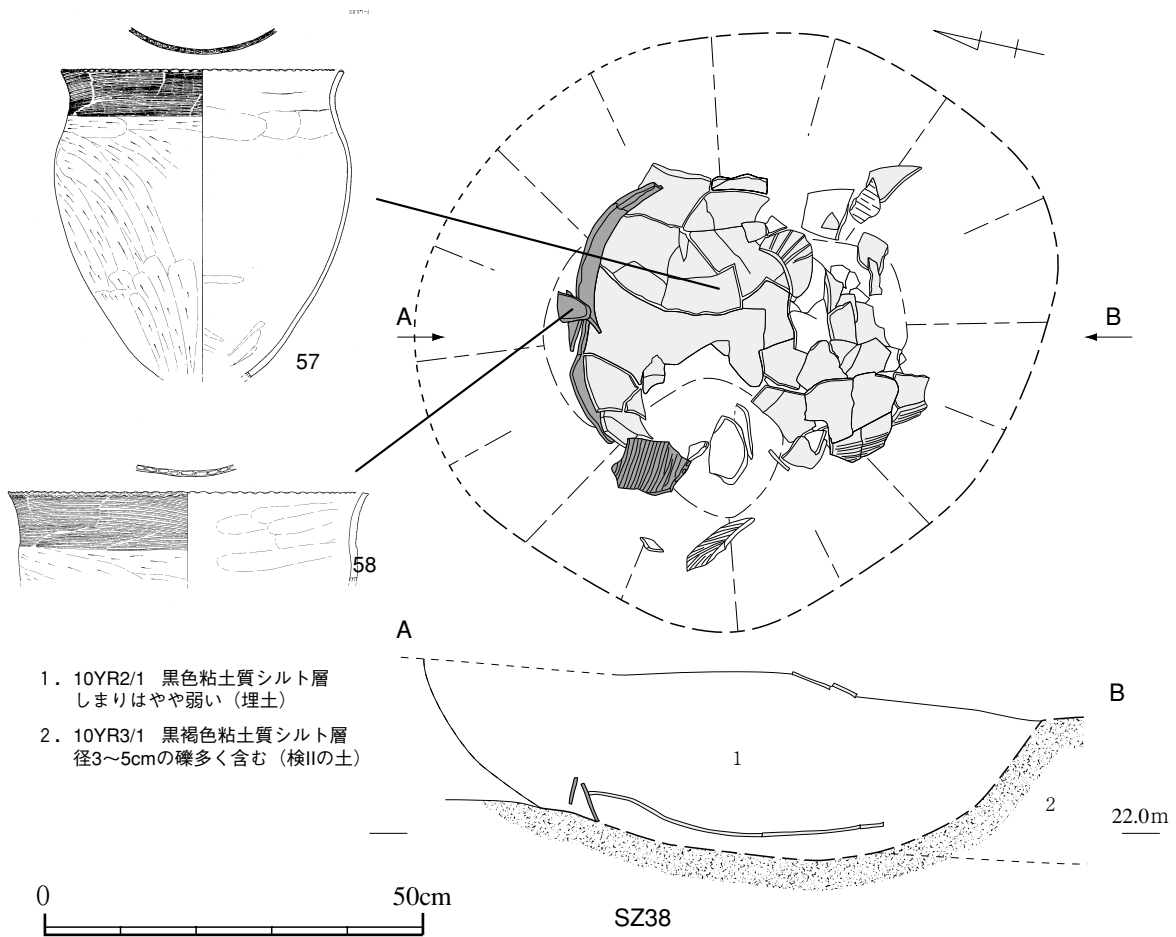 57
58
A
B
A
B
1．10YR2/1　黒色粘土質シルト層
しまりはやや弱い（埋土）
2．10YR3/1　黒褐色粘土質シルト層
径3〜5cmの礫多く含む（検IIの土）
1
2
22.0m
0
50cm
SZ38